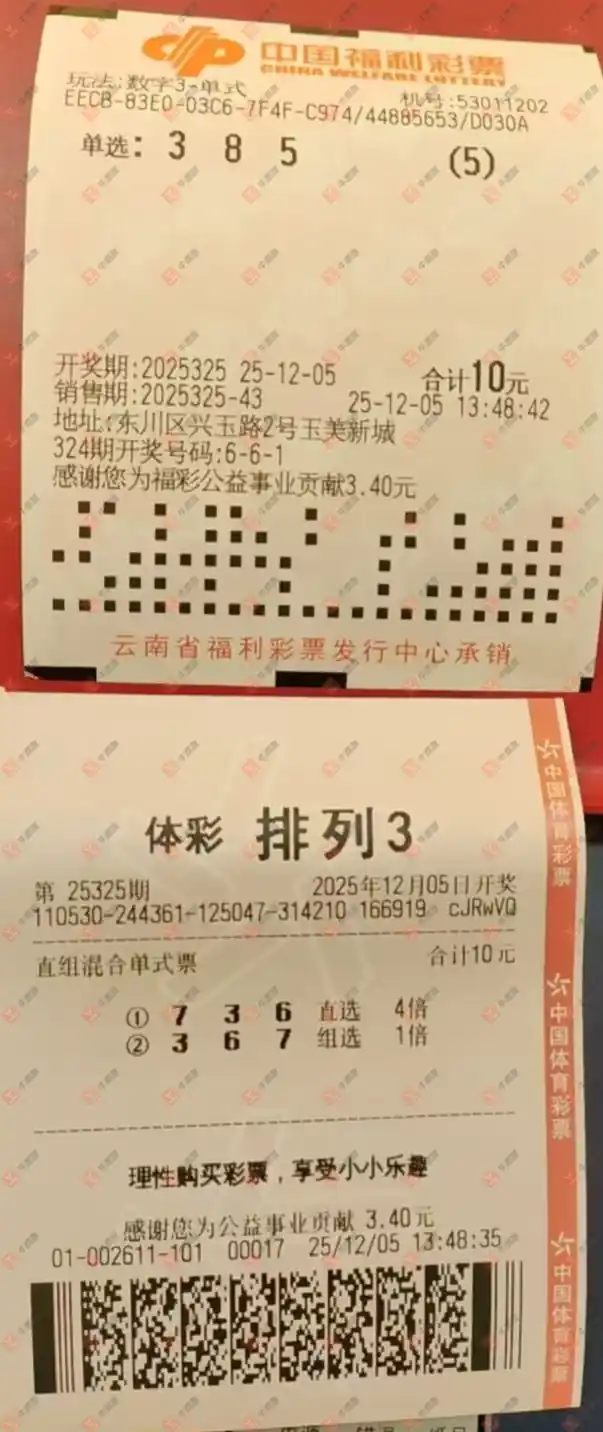 中国福利彩票
CHINA WELFARE LOTTERY
玩法:数字3-单式 机号:53011202
EECB-83E0-03C6-7F4F-C974/44885653/D030A
单选: 3 8 5 (5)
开奖期:2025325 25-12-05 合计10元
销售期:2025325-43 25-12-05 13:48:42
地址:东川区兴玉路2号玉美新城
324期开奖号码:6-6-1
感谢您为福彩公益事业贡献3.40元
云南省福利彩票发行中心承销
体彩 排列3
第 25325期 2025年12月05日开奖
110530-244361-125047-314210 166919 cJRwVQ
直组混合单式票 合计10元
① 7 3 6 直选 4倍
② 3 6 7 组选 1倍
理性购买彩票，享受小小乐趣
感谢您为公益事业贡献 3.40元
01-002611-101 00017 25/12/05 13:48:35
中国体育彩票
中国体育彩票
中国体育彩票